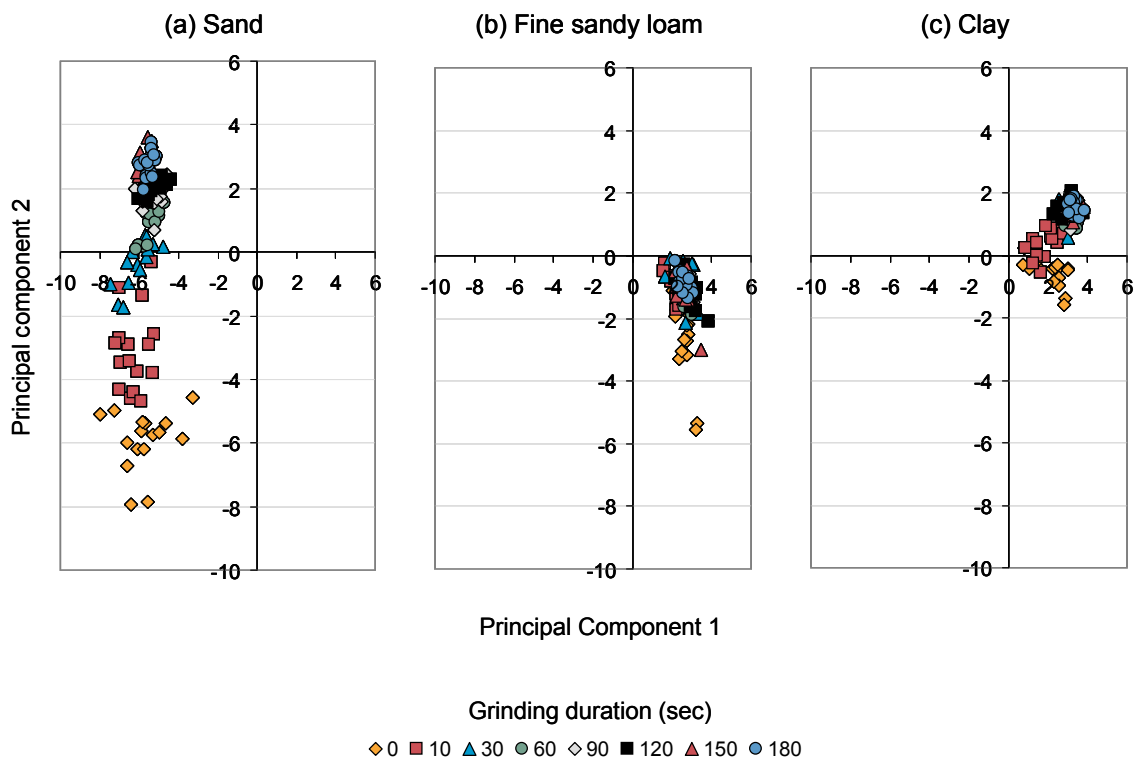 (a) Sand (b) Fine sandy loam (c) Clay
6 6 6
4 4 4
2 2 2
0 0 0
-10 -8 -6 -4 -2 0 2 4 6 -10 -8 -6 -4 -2 0 2 4 6 -10 -8 -6 -4 -2 0 2 4 6
-2 -2 -2
-4 -4 -4
-6 -6 -6
-8 -8 -8
-10 -10 -10
Principal component 2
Principal Component 1
Grinding duration (sec)
0 10 30 60 90 120 150 180